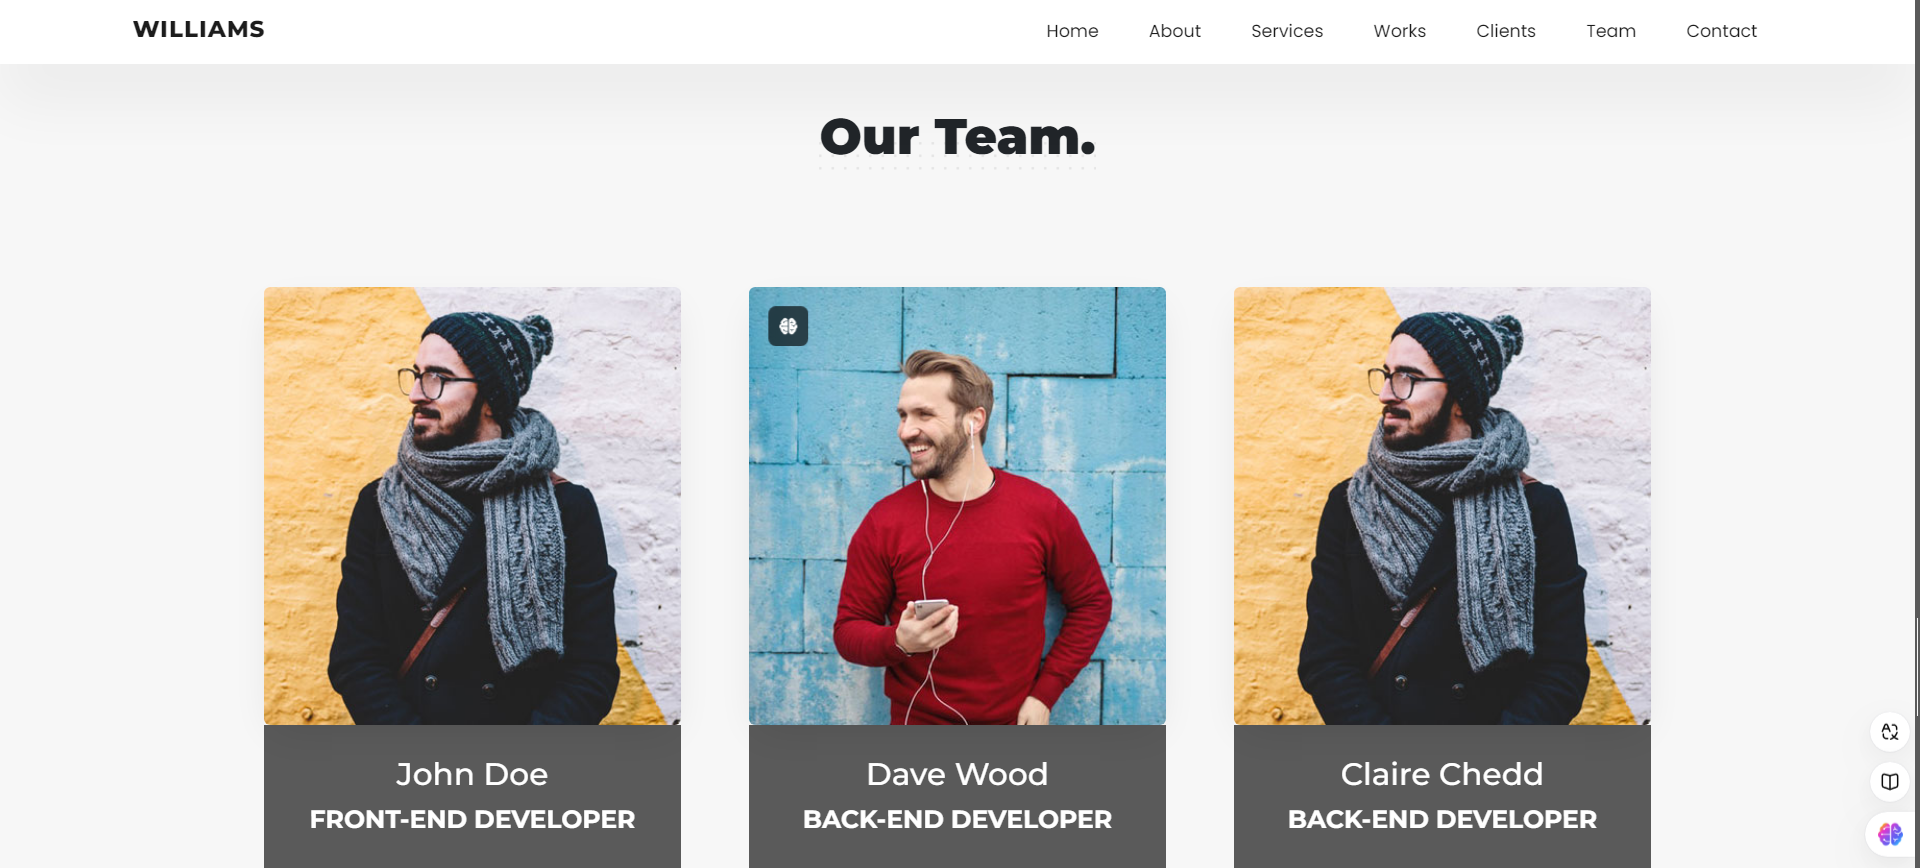 WILLIAMS
Home About Services Works Clients Team Contact
Our Team.
John Doe
FRONT-END DEVELOPER
Dave Wood
BACK-END DEVELOPER
Claire Chedd
BACK-END DEVELOPER